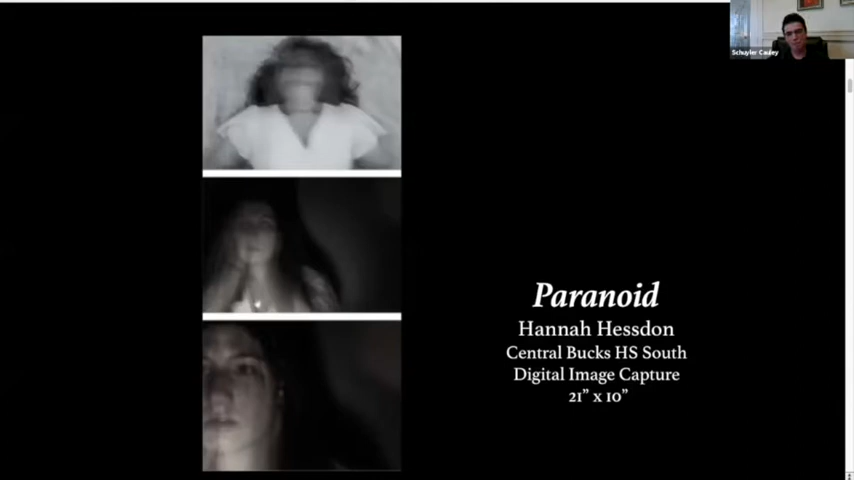 Schuyler Cauley
Paranoid
Hannah Hessdon
Central Bucks HS South
Digital Image Capture
21” x 10”